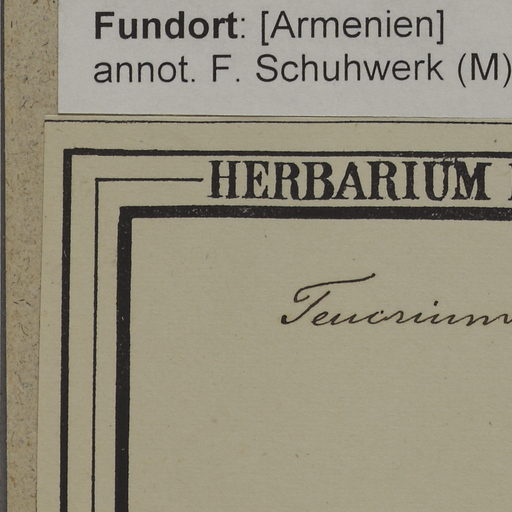 Fundort: [Armenien]
annot. F. Schuhwerk (M)
HERBARIUM
Teucrium